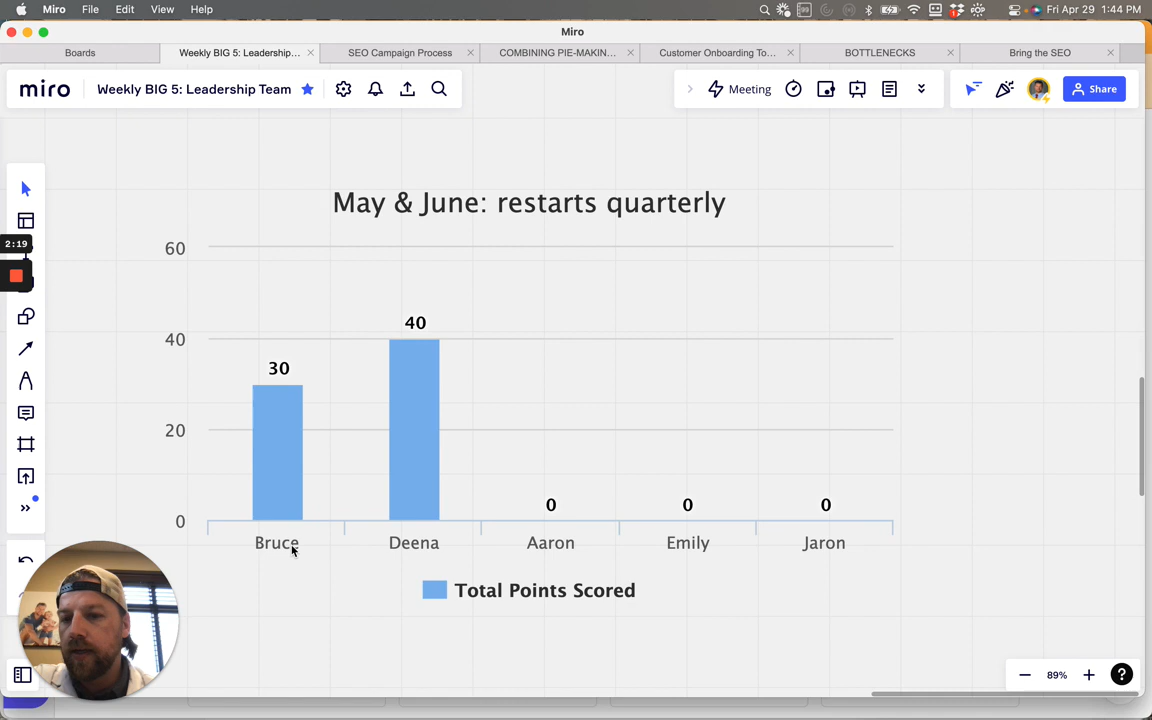 Miro File Edit View Help Fri Apr 29 1:44 PM
Miro
Boards Weekly BIG 5: Leadership... SEO Campaign Process COMBINING PIE-MAKIN... Customer Onboarding To... BOTTLENECKS Bring the SEO
miro Weekly BIG 5: Leadership Team Meeting Share
May & June: restarts quarterly
60
2:19
40
40
30
20
0 0 0
0
Bruce Deena Aaron Emily Jaron
Total Points Scored
89% ?